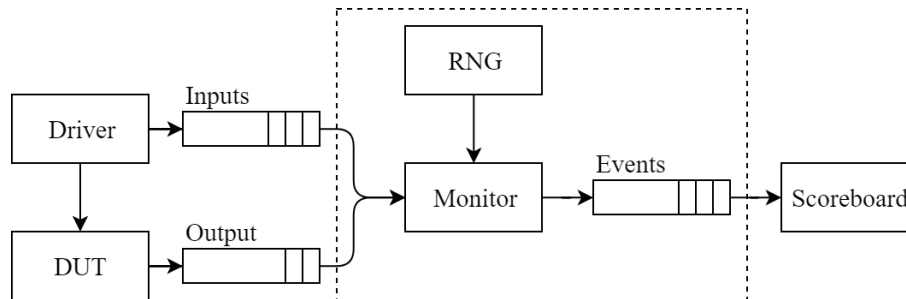 RNG
Inputs
Driver
Events
Monitor
Scoreboard
Output
DUT